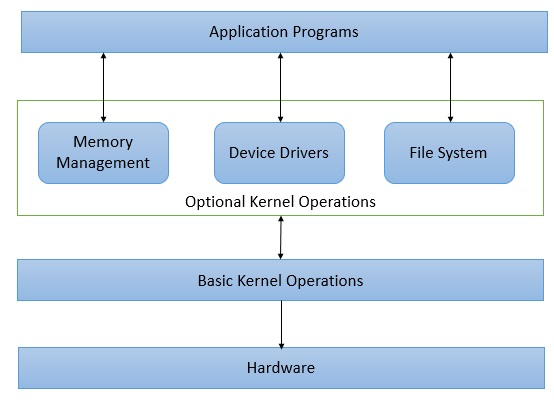 Application Programs
Memory
Management
Device Drivers
File System
Optional Kernel Operations
Basic Kernel Operations
Hardware